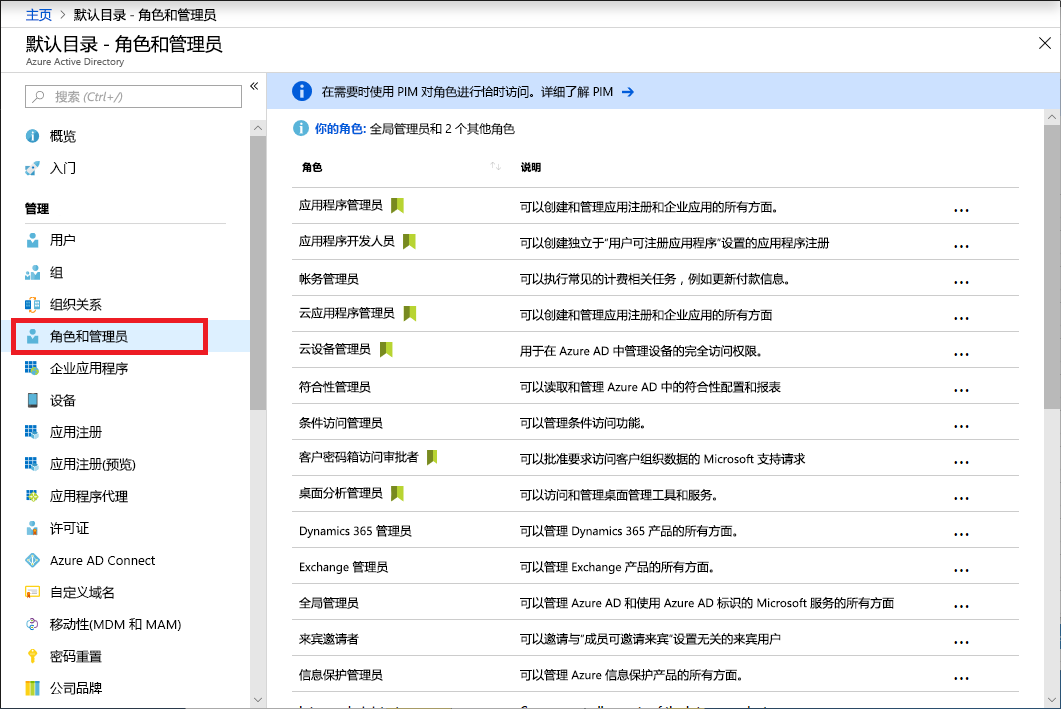 主页 > 默认目录 - 角色和管理员
默认目录 - 角色和管理员
Azure Active Directory
搜索 (Ctrl+/)
概览
入门
管理
用户
组
组织关系
角色和管理员
企业应用程序
设备
应用注册
应用注册(预览)
应用程序代理
许可证
Azure AD Connect
自定义域名
移动性(MDM 和 MAM)
密码重置
公司品牌
在需要时使用 PIM 对角色进行恰时访问。详细了解 PIM →
你的角色: 全局管理员和 2 个其他角色
角色 说明
应用程序管理员 可以创建和管理应用注册和企业应用的所有方面。
应用程序开发人员 可以创建独立于“用户可注册应用程序”设置的应用程序注册
帐务管理员 可以执行常见的计费相关任务，例如更新付款信息。
云应用程序管理员 可以创建和管理应用注册和企业应用的所有方面
云设备管理员 用于在 Azure AD 中管理设备的完全访问权限。
符合性管理员 可以读取和管理 Azure AD 中的符合性配置和报表
条件访问管理员 可以管理条件访问功能。
客户密码箱访问审批者 可以批准要求访问客户组织数据的 Microsoft 支持请求
桌面分析管理员 可以访问和管理桌面管理工具和服务。
Dynamics 365 管理员 可以管理 Dynamics 365 产品的所有方面。
Exchange 管理员 可以管理 Exchange 产品的所有方面。
全局管理员 可以管理 Azure AD 和使用 Azure AD 标识的 Microsoft 服务的所有方面
来宾邀请者 可以邀请与“成员可邀请来宾”设置无关的来宾用户
信息保护管理员 可以管理 Azure 信息保护产品的所有方面。